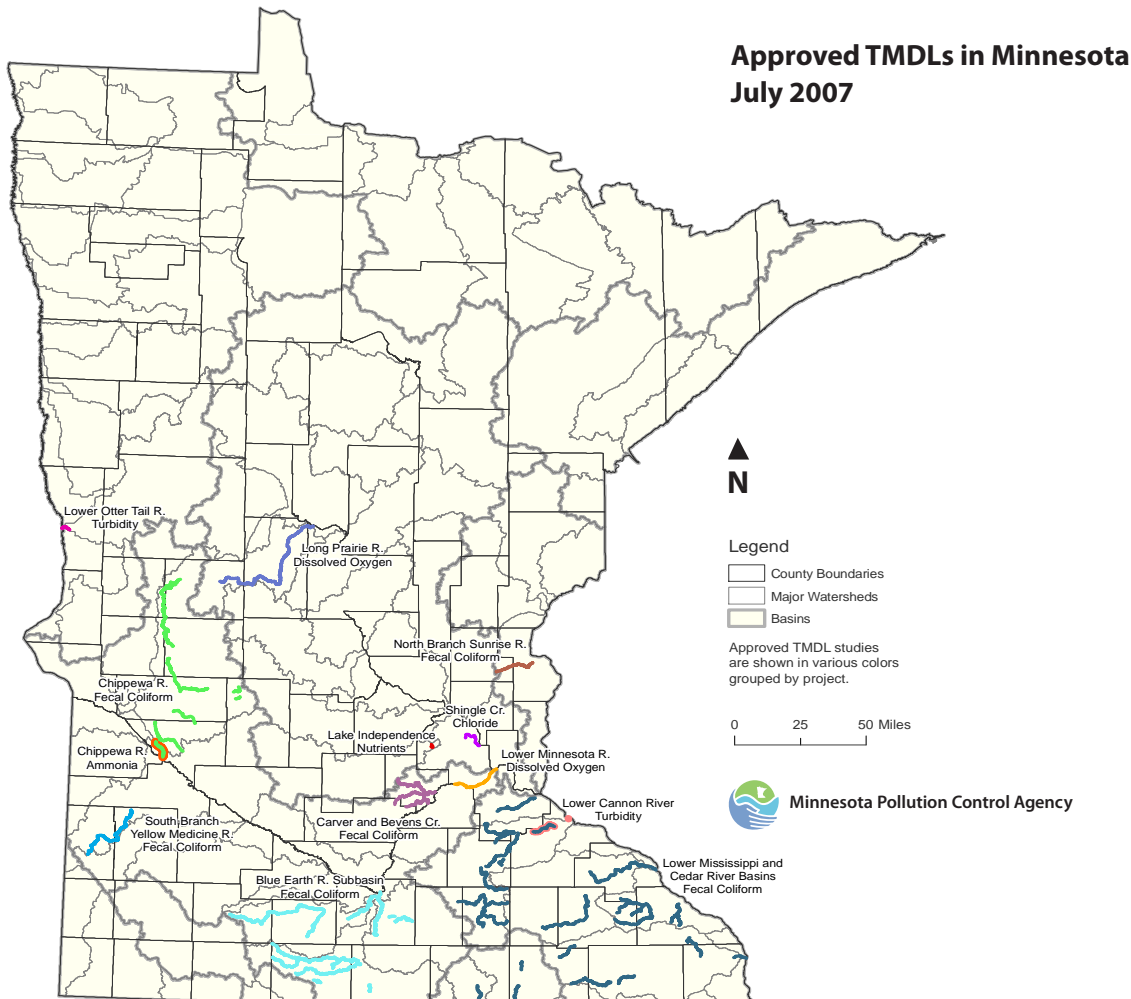 Approved TMDLs in Minnesota
July 2007
Lower Otter Tail R.
Turbidity
Long Prairie R.
Dissolved Oxygen
North Branch Sunrise R.
Fecal Coliform
Chippewa R.
Fecal Coliform
Shingle Cr.
Chloride
Lake Independence
Nutrients
Chippewa R.
Ammonia
Lower Minnesota R.
Dissolved Oxygen
Carver and Bevens Cr.
Fecal Coliform
Lower Cannon River
Turbidity
South Branch
Yellow Medicine R.
Fecal Coliform
Blue Earth R. Subbasin
Fecal Coliform
Lower Mississippi and
Cedar River Basins
Fecal Coliform
N
Legend
County Boundaries
Major Watersheds
Basins
Approved TMDL studies
are shown in various colors
grouped by project.
0 25 50 Miles
Minnesota Pollution Control Agency